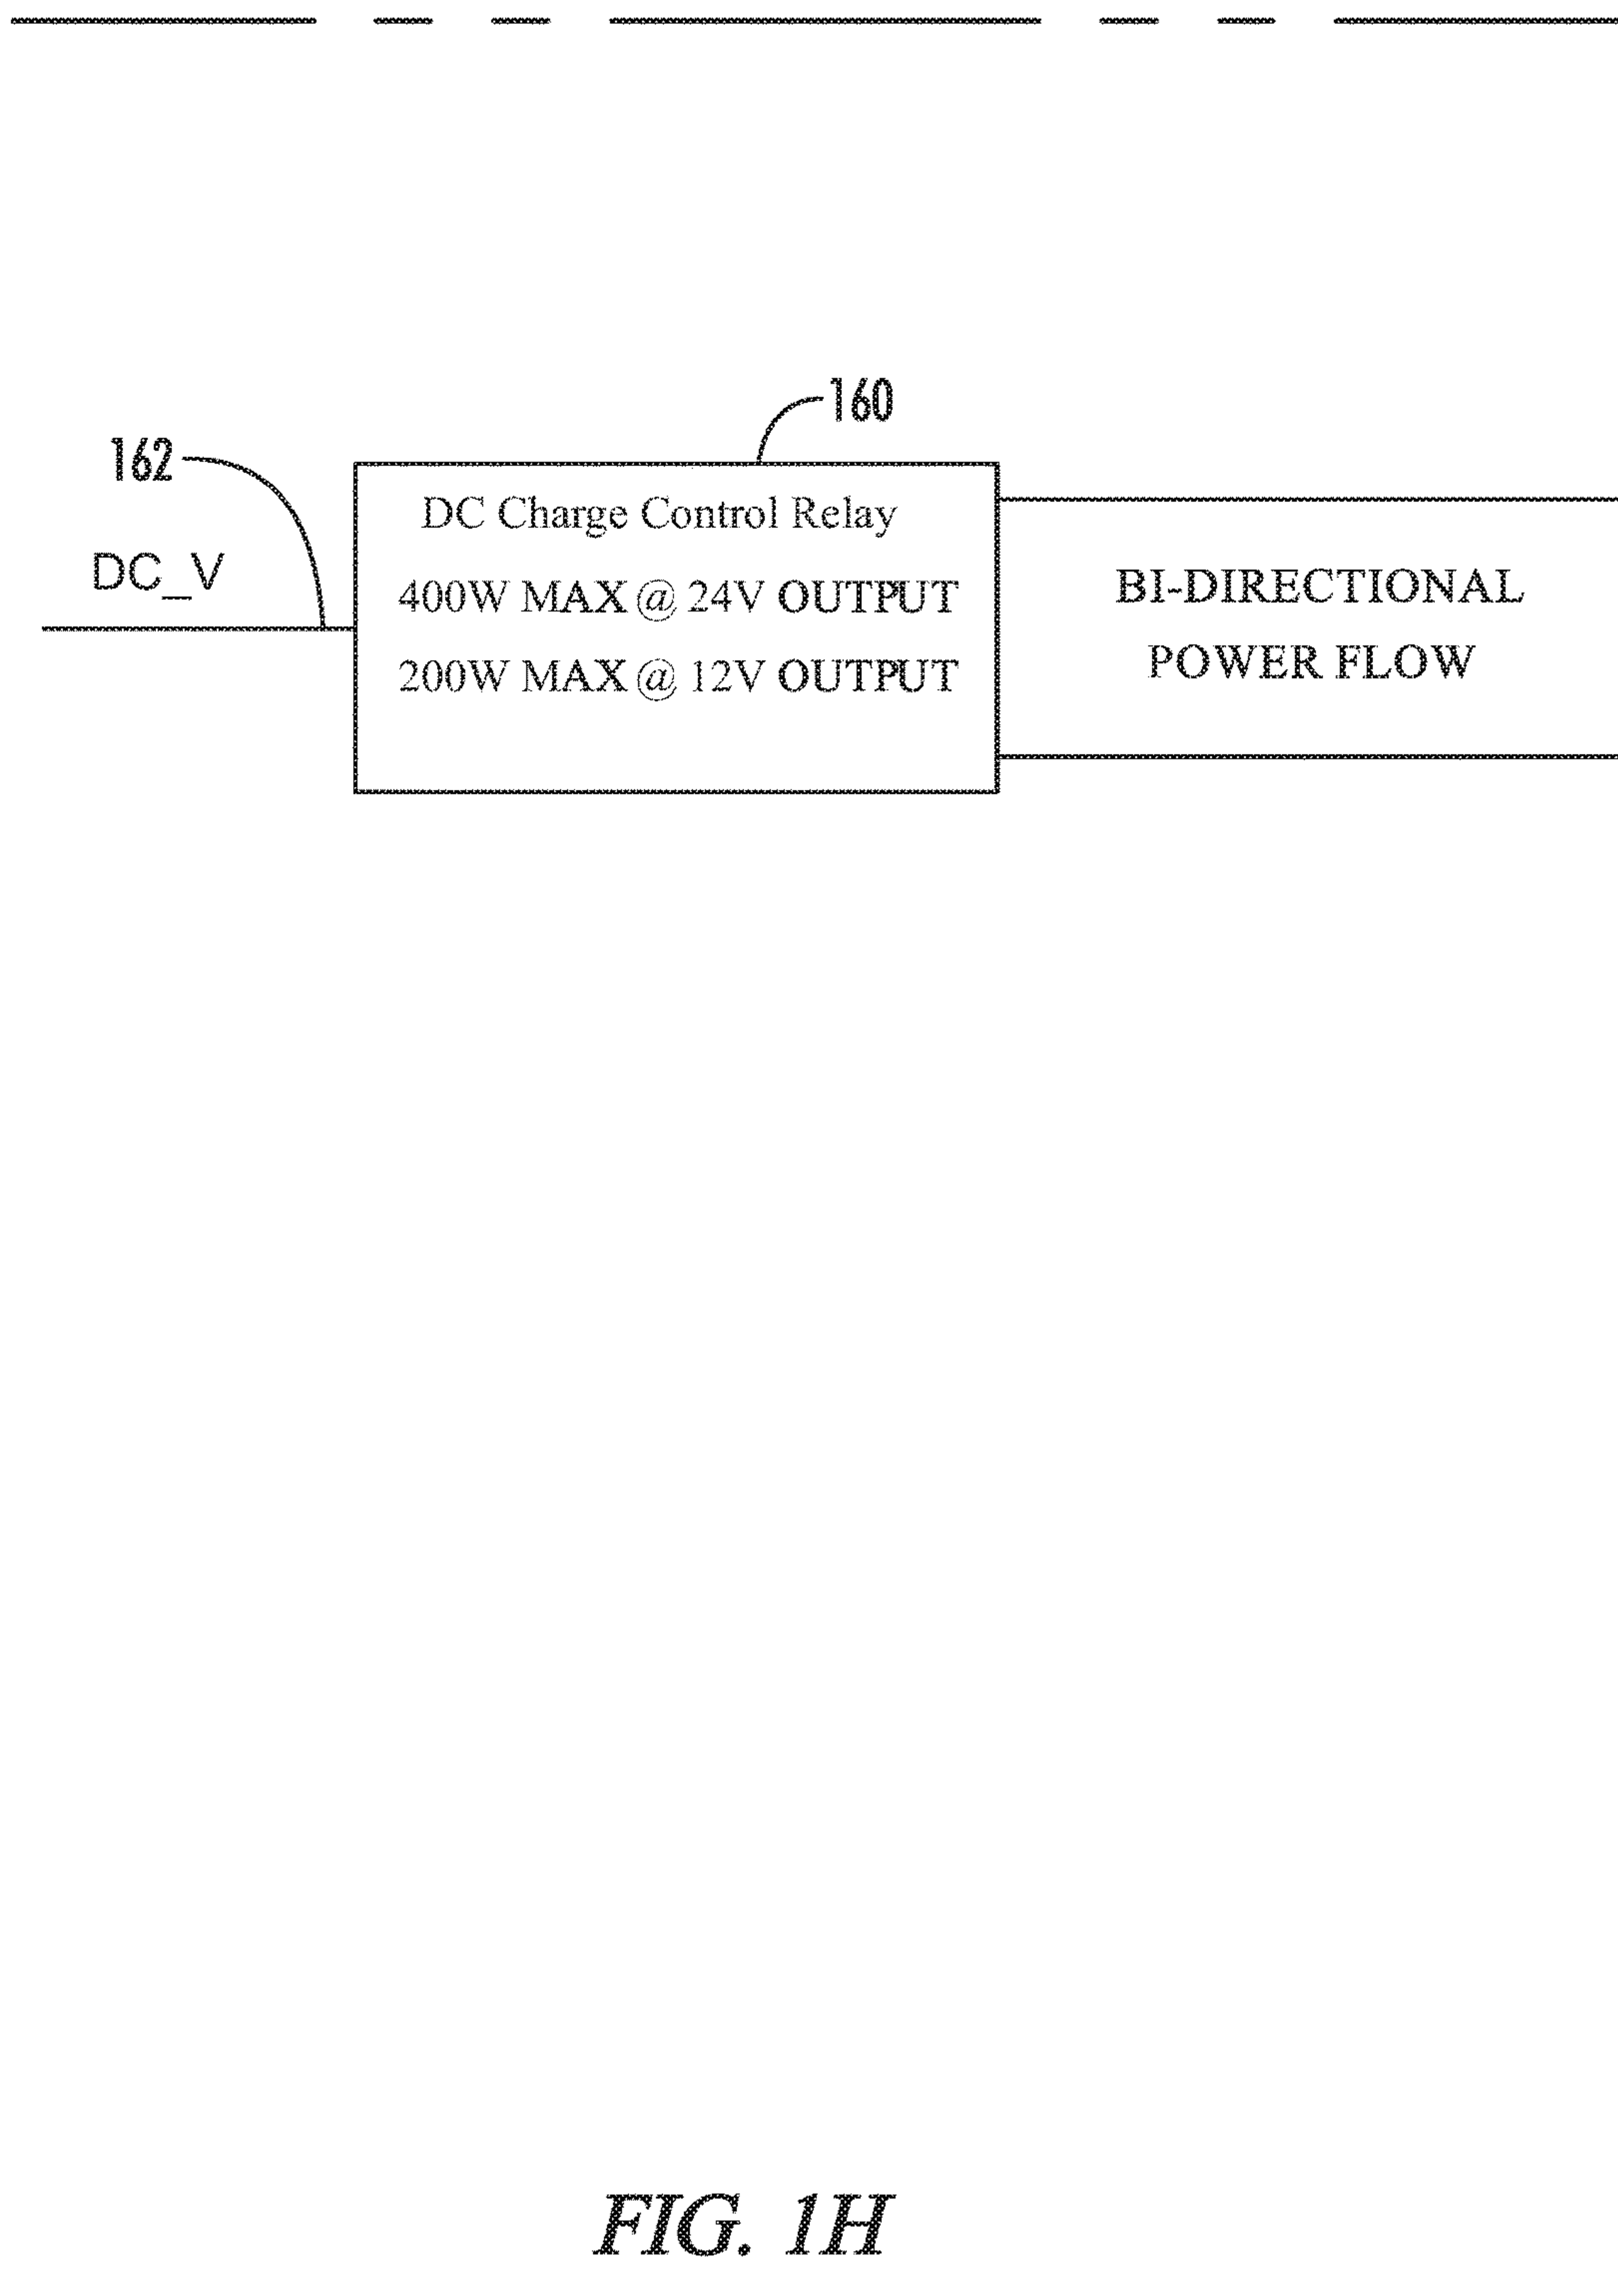 160
162
DC_V
DC Charge Control Relay
400W MAX @ 24V OUTPUT
200W MAX @ 12V OUTPUT
BI-DIRECTIONAL
POWER FLOW
FIG. 1H